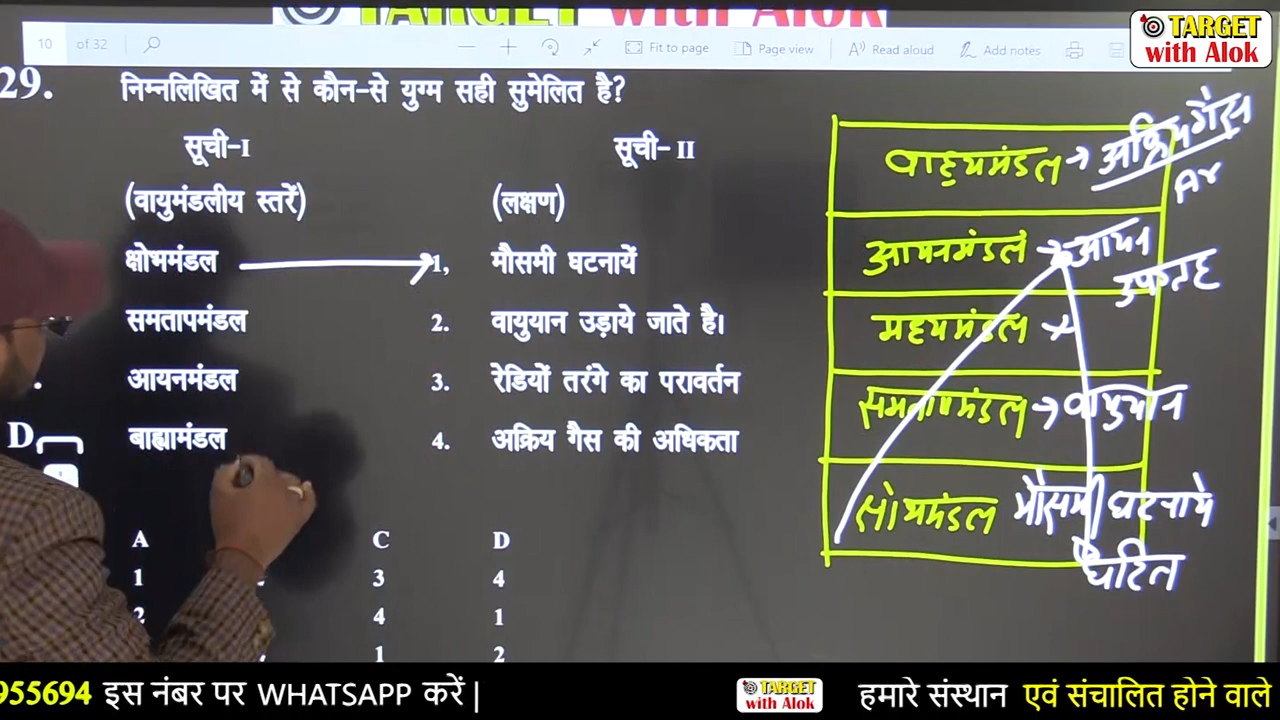 TARGET with Alok
TARGET
with Alok
10 of 32 Fit to page Page view Read aloud Add notes
29. निम्नलिखित में से कौन-से युग्म सही सुमेलित है?
सूची-I सूची- II
(वायुमंडलीय स्तरें) (लक्षण)
क्षोभमंडल 1, मौसमी घटनायें
समतापमंडल 2. वायुयान उड़ाये जाते है।
आयनमंडल 3. रेडियों तरंगे का परावर्तन
D बाह्यामंडल 4. अक्रिय गैस की अधिकता
A C D
1 3 4
2 4 1
1 2
वाह्यमंडल → अक्रिय गैस
Ar
आयनमंडल → आयन
उपग्रह
मध्यमंडल → x
समतापमंडल → वायुयान
क्षोभमंडल मौसमी घटनाये
घटित
955694 इस नंबर पर WHATSAPP करें |
TARGET
with Alok
हमारे संस्थान एवं संचालित होने वाले